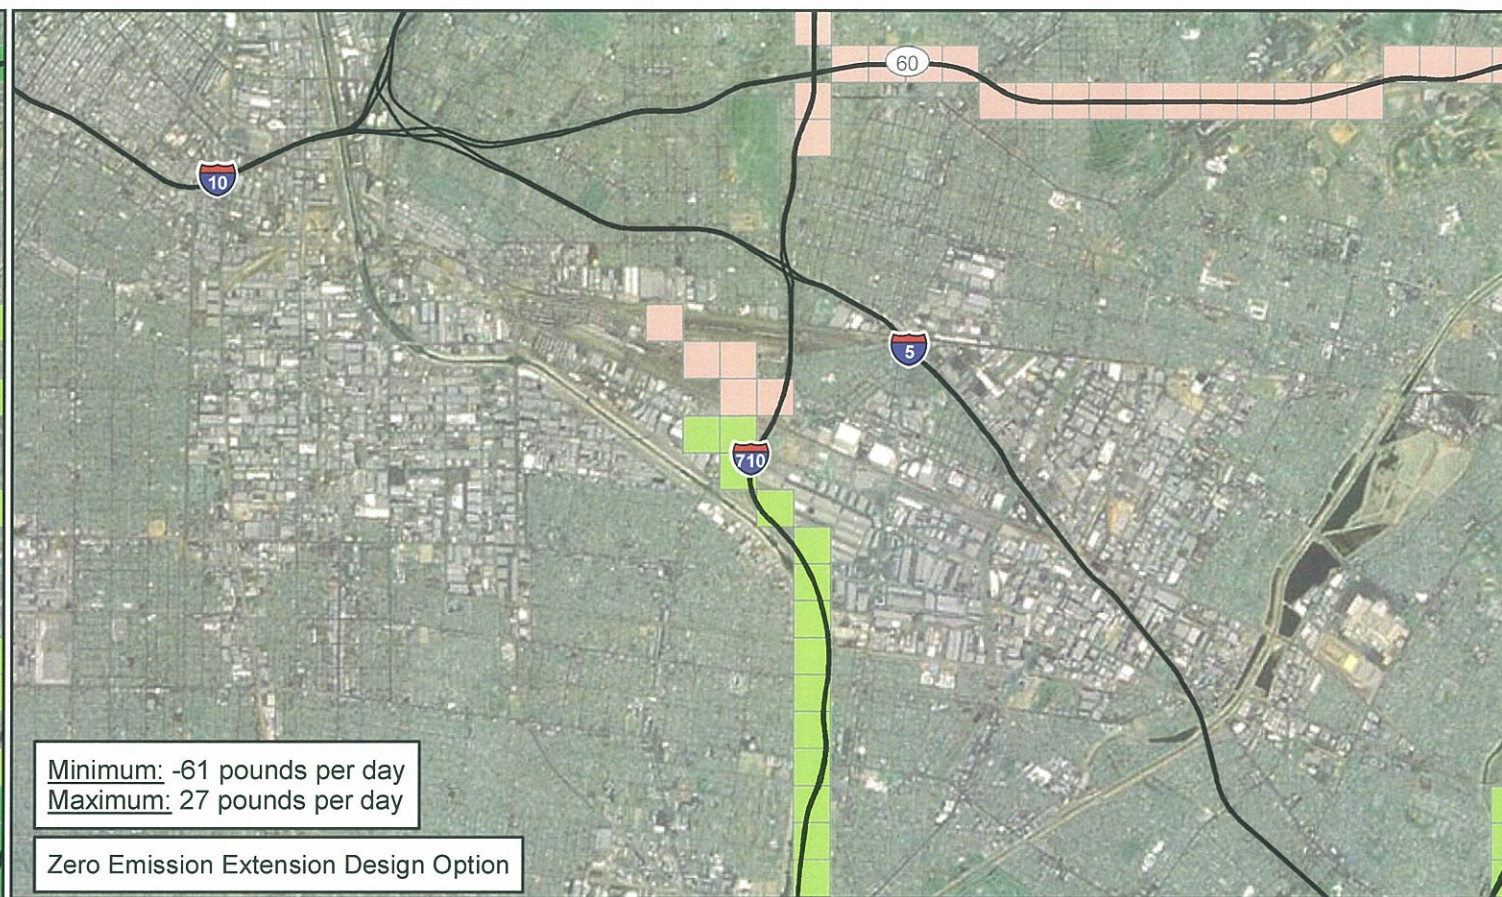 60
10
5
710
Minimum: -61 pounds per day
Maximum: 27 pounds per day
Zero Emission Extension Design Option